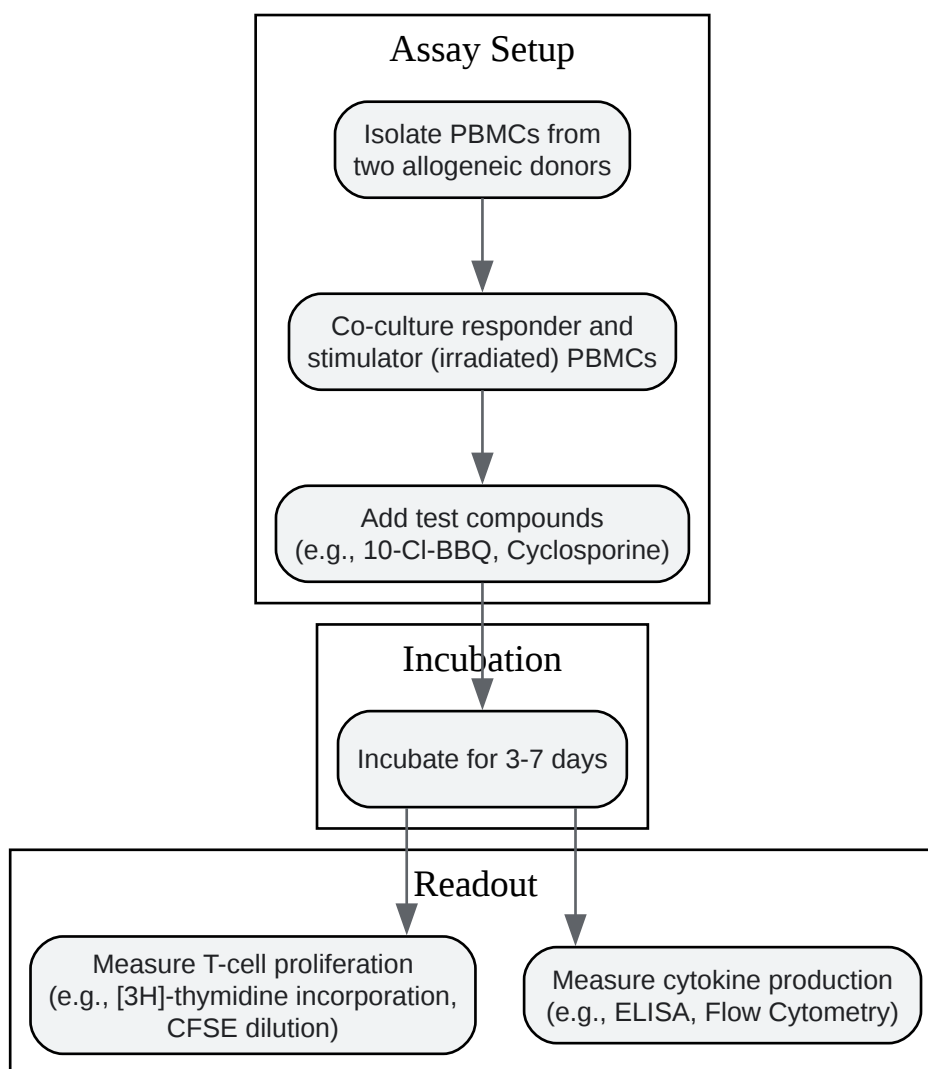 Assay Setup
Isolate PBMCs from
two allogeneic donors
Co-culture responder and
stimulator (irradiated) PBMCs
Add test compounds
(e.g., 10-Cl-BBQ, Cyclosporine)
Incubation
Incubate for 3-7 days
Readout
Measure T-cell proliferation
(e.g., [3H]-thymidine incorporation,
CFSE dilution)
Measure cytokine production
(e.g., ELISA, Flow Cytometry)